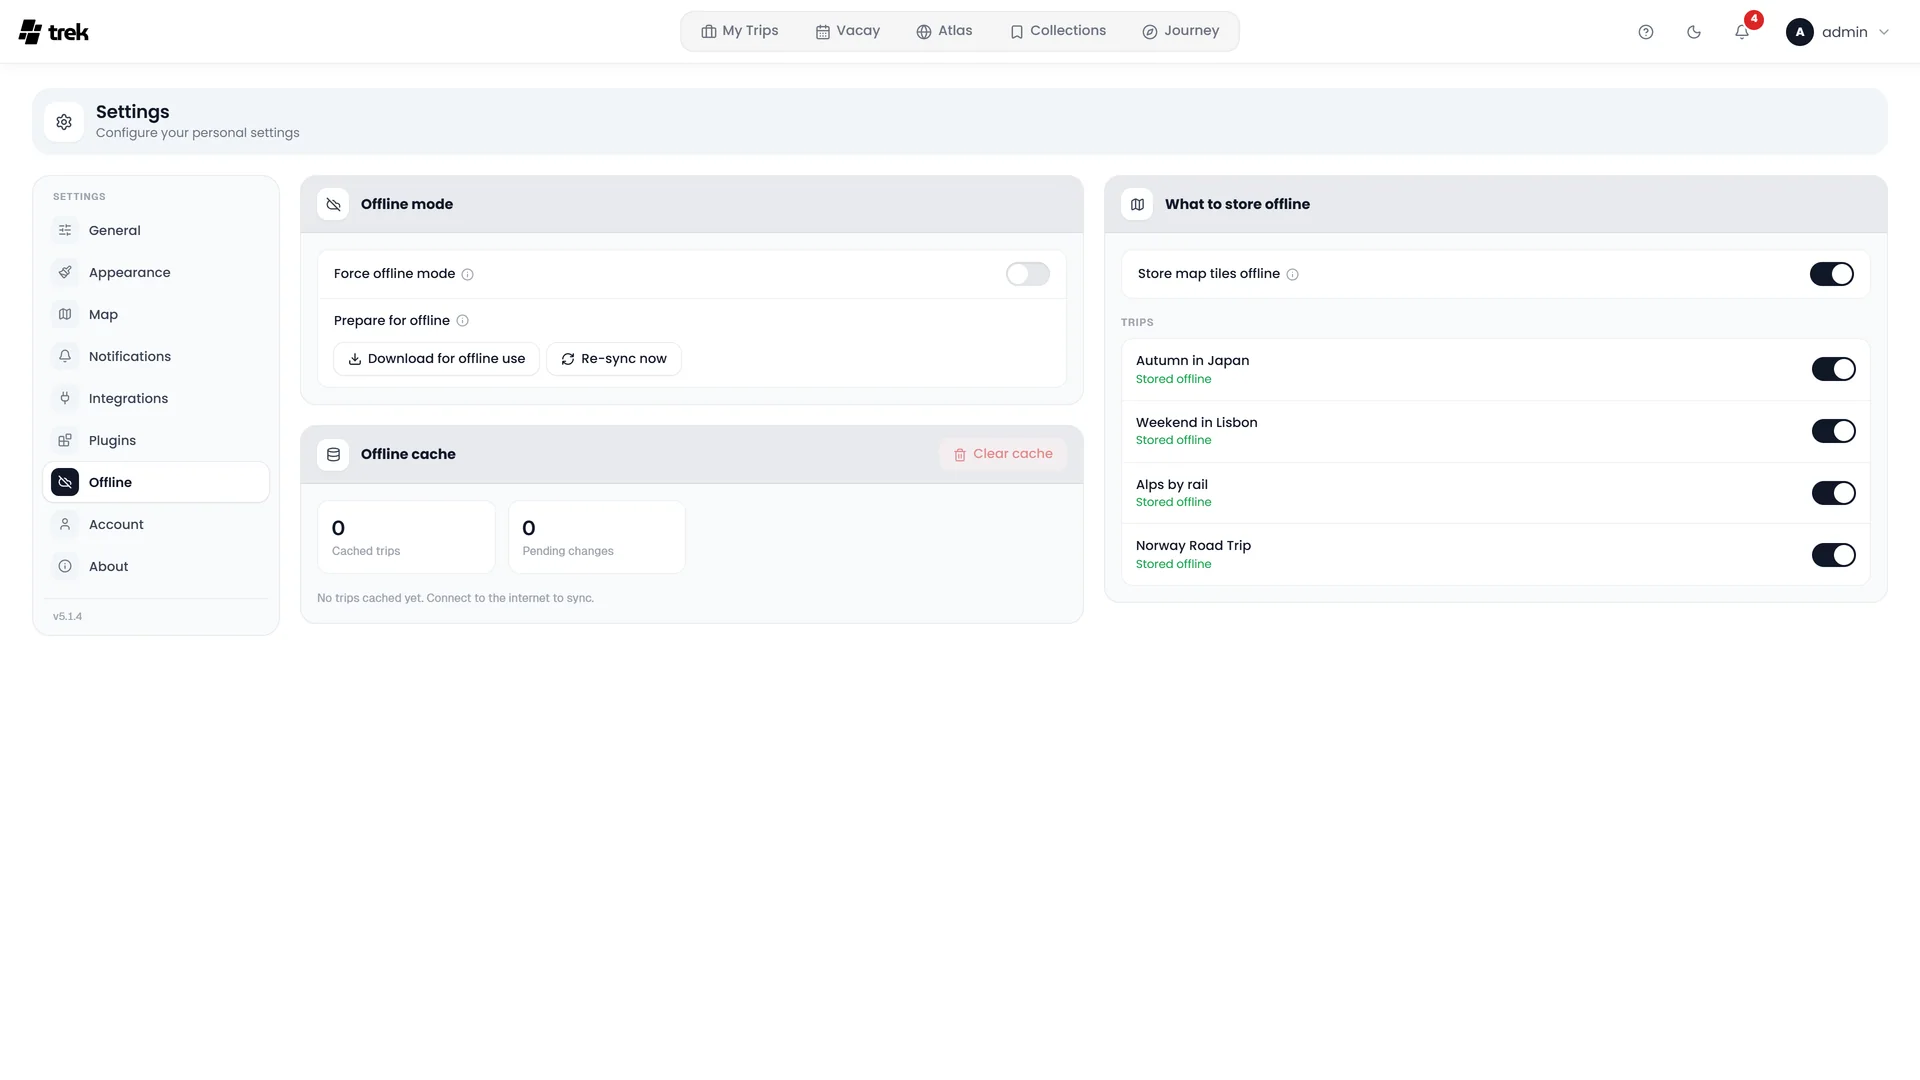 trek
My Trips
Vacay
Atlas
Collections
Journey
4
A
admin
Settings
Configure your personal settings
SETTINGS
General
Appearance
Map
Notifications
Integrations
Plugins
Offline
Account
About
v5.1.4
Offline mode
Force offline mode
Prepare for offline
Download for offline use
Re-sync now
Offline cache
Clear cache
0
Cached trips
0
Pending changes
No trips cached yet. Connect to the internet to sync.
What to store offline
Store map tiles offline
TRIPS
Autumn in Japan
Stored offline
Weekend in Lisbon
Stored offline
Alps by rail
Stored offline
Norway Road Trip
Stored offline